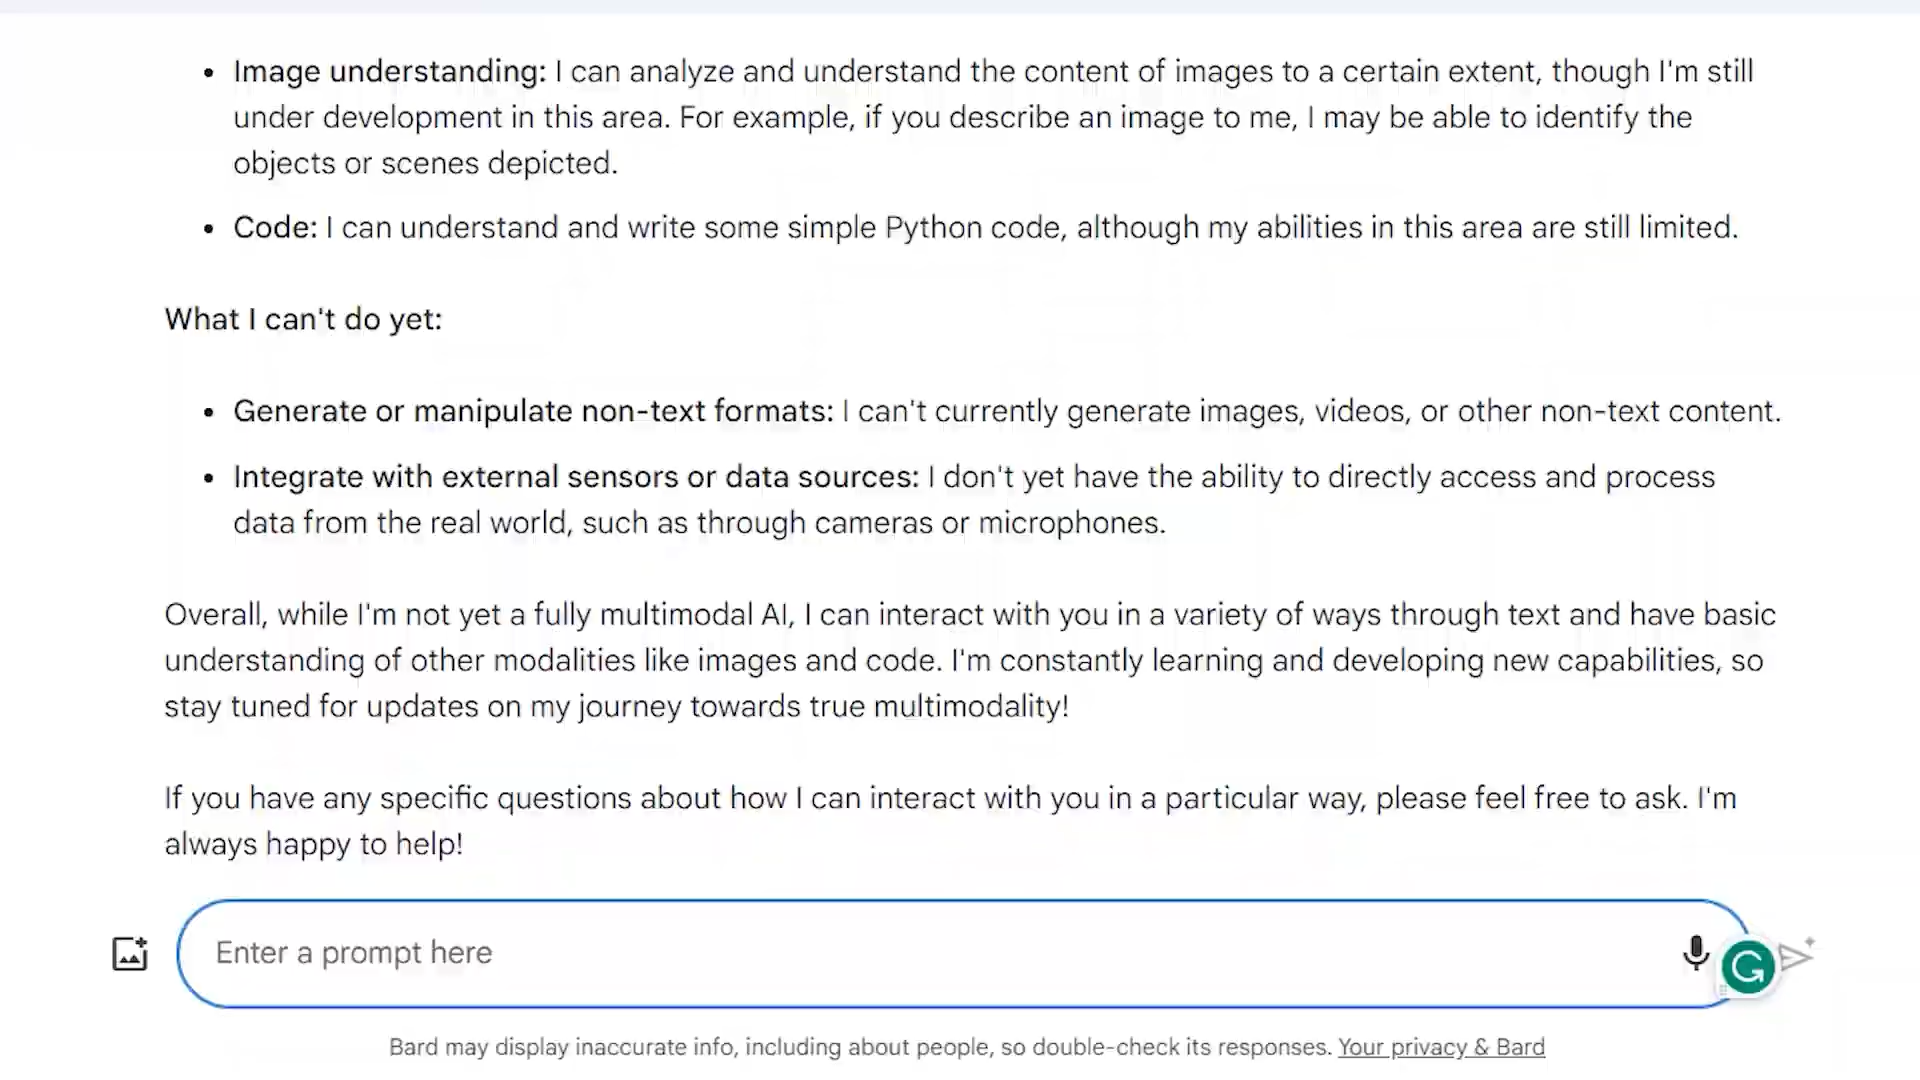 • Image understanding: I can analyze and understand the content of images to a certain extent, though I'm still
under development in this area. For example, if you describe an image to me, I may be able to identify the
objects or scenes depicted.
• Code: I can understand and write some simple Python code, although my abilities in this area are still limited.
What I can't do yet:
• Generate or manipulate non-text formats: I can't currently generate images, videos, or other non-text content.
• Integrate with external sensors or data sources: I don't yet have the ability to directly access and process
data from the real world, such as through cameras or microphones.
Overall, while I'm not yet a fully multimodal AI, I can interact with you in a variety of ways through text and have basic
understanding of other modalities like images and code. I'm constantly learning and developing new capabilities, so
stay tuned for updates on my journey towards true multimodality!
If you have any specific questions about how I can interact with you in a particular way, please feel free to ask. I'm
always happy to help!
Enter a prompt here
Bard may display inaccurate info, including about people, so double-check its responses. Your privacy & Bard